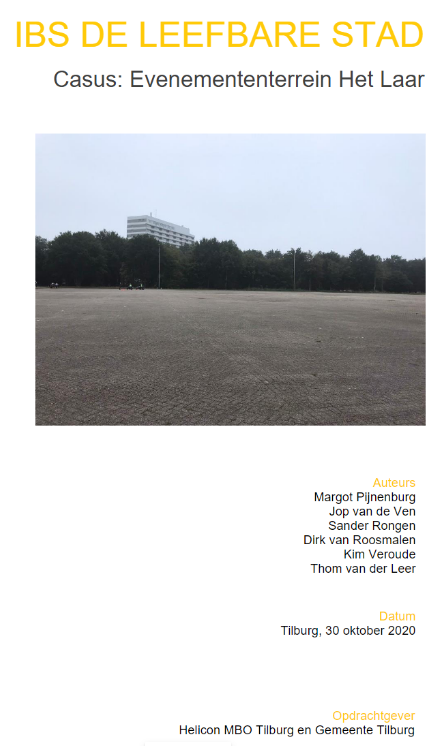 IBS DE LEEFBARE STAD
Casus: Evenemententerrein Het Laar
Auteurs
Margot Pijnenburg
Jop van de Ven
Sander Rongen
Dirk van Roosmalen
Kim Veroude
Thom van der Leer
Datum
Tilburg, 30 oktober 2020
Opdrachtgever
Helicon MBO Tilburg en Gemeente Tilburg